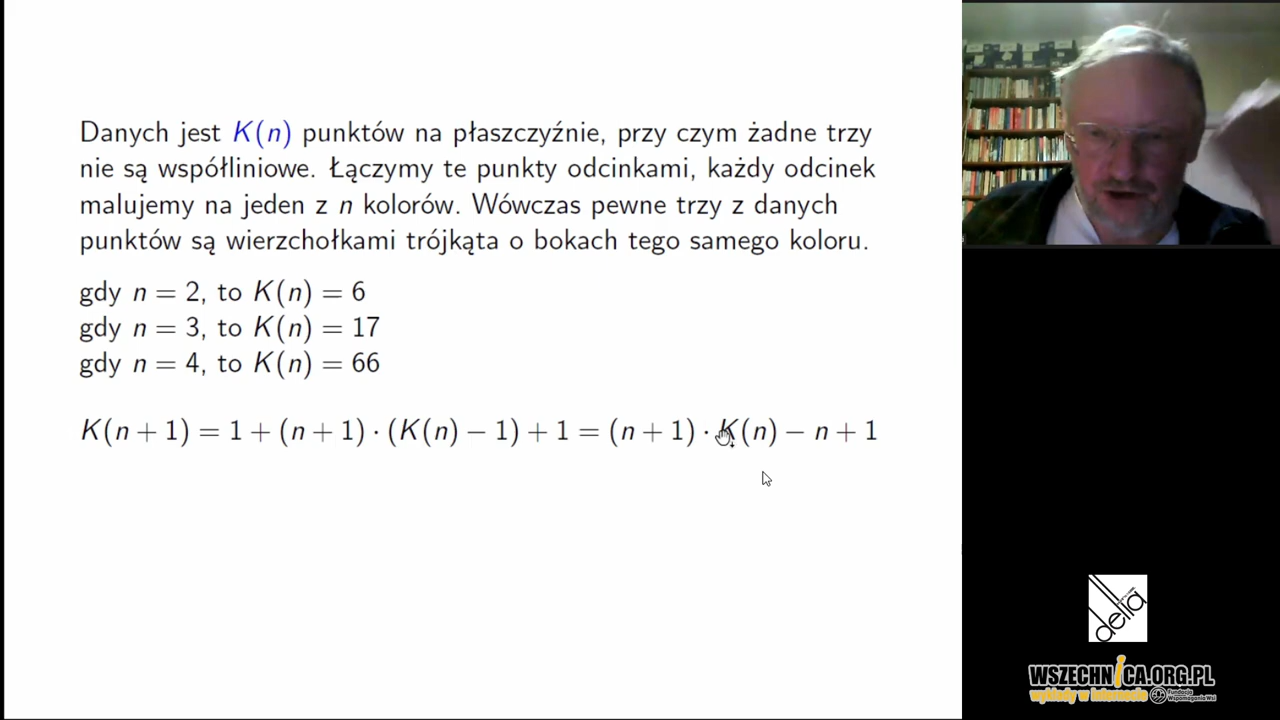 Danych jest K(n) punktów na płaszczyźnie, przy czym żadne trzy
nie są współliniowe. Łączymy te punkty odcinkami, każdy odcinek
malujemy na jeden z n kolorów. Wówczas pewne trzy z danych
punktów są wierzchołkami trójkąta o bokach tego samego koloru.
gdy n = 2, to K(n) = 6
gdy n = 3, to K(n) = 17
gdy n = 4, to K(n) = 66
K(n + 1) = 1 + (n + 1) · (K(n) − 1) + 1 = (n + 1) · K(n) − n + 1
delta
WSZECHNICA.ORG.PL
wykłady w internecie
Fundacja
Wspomagania Wsi